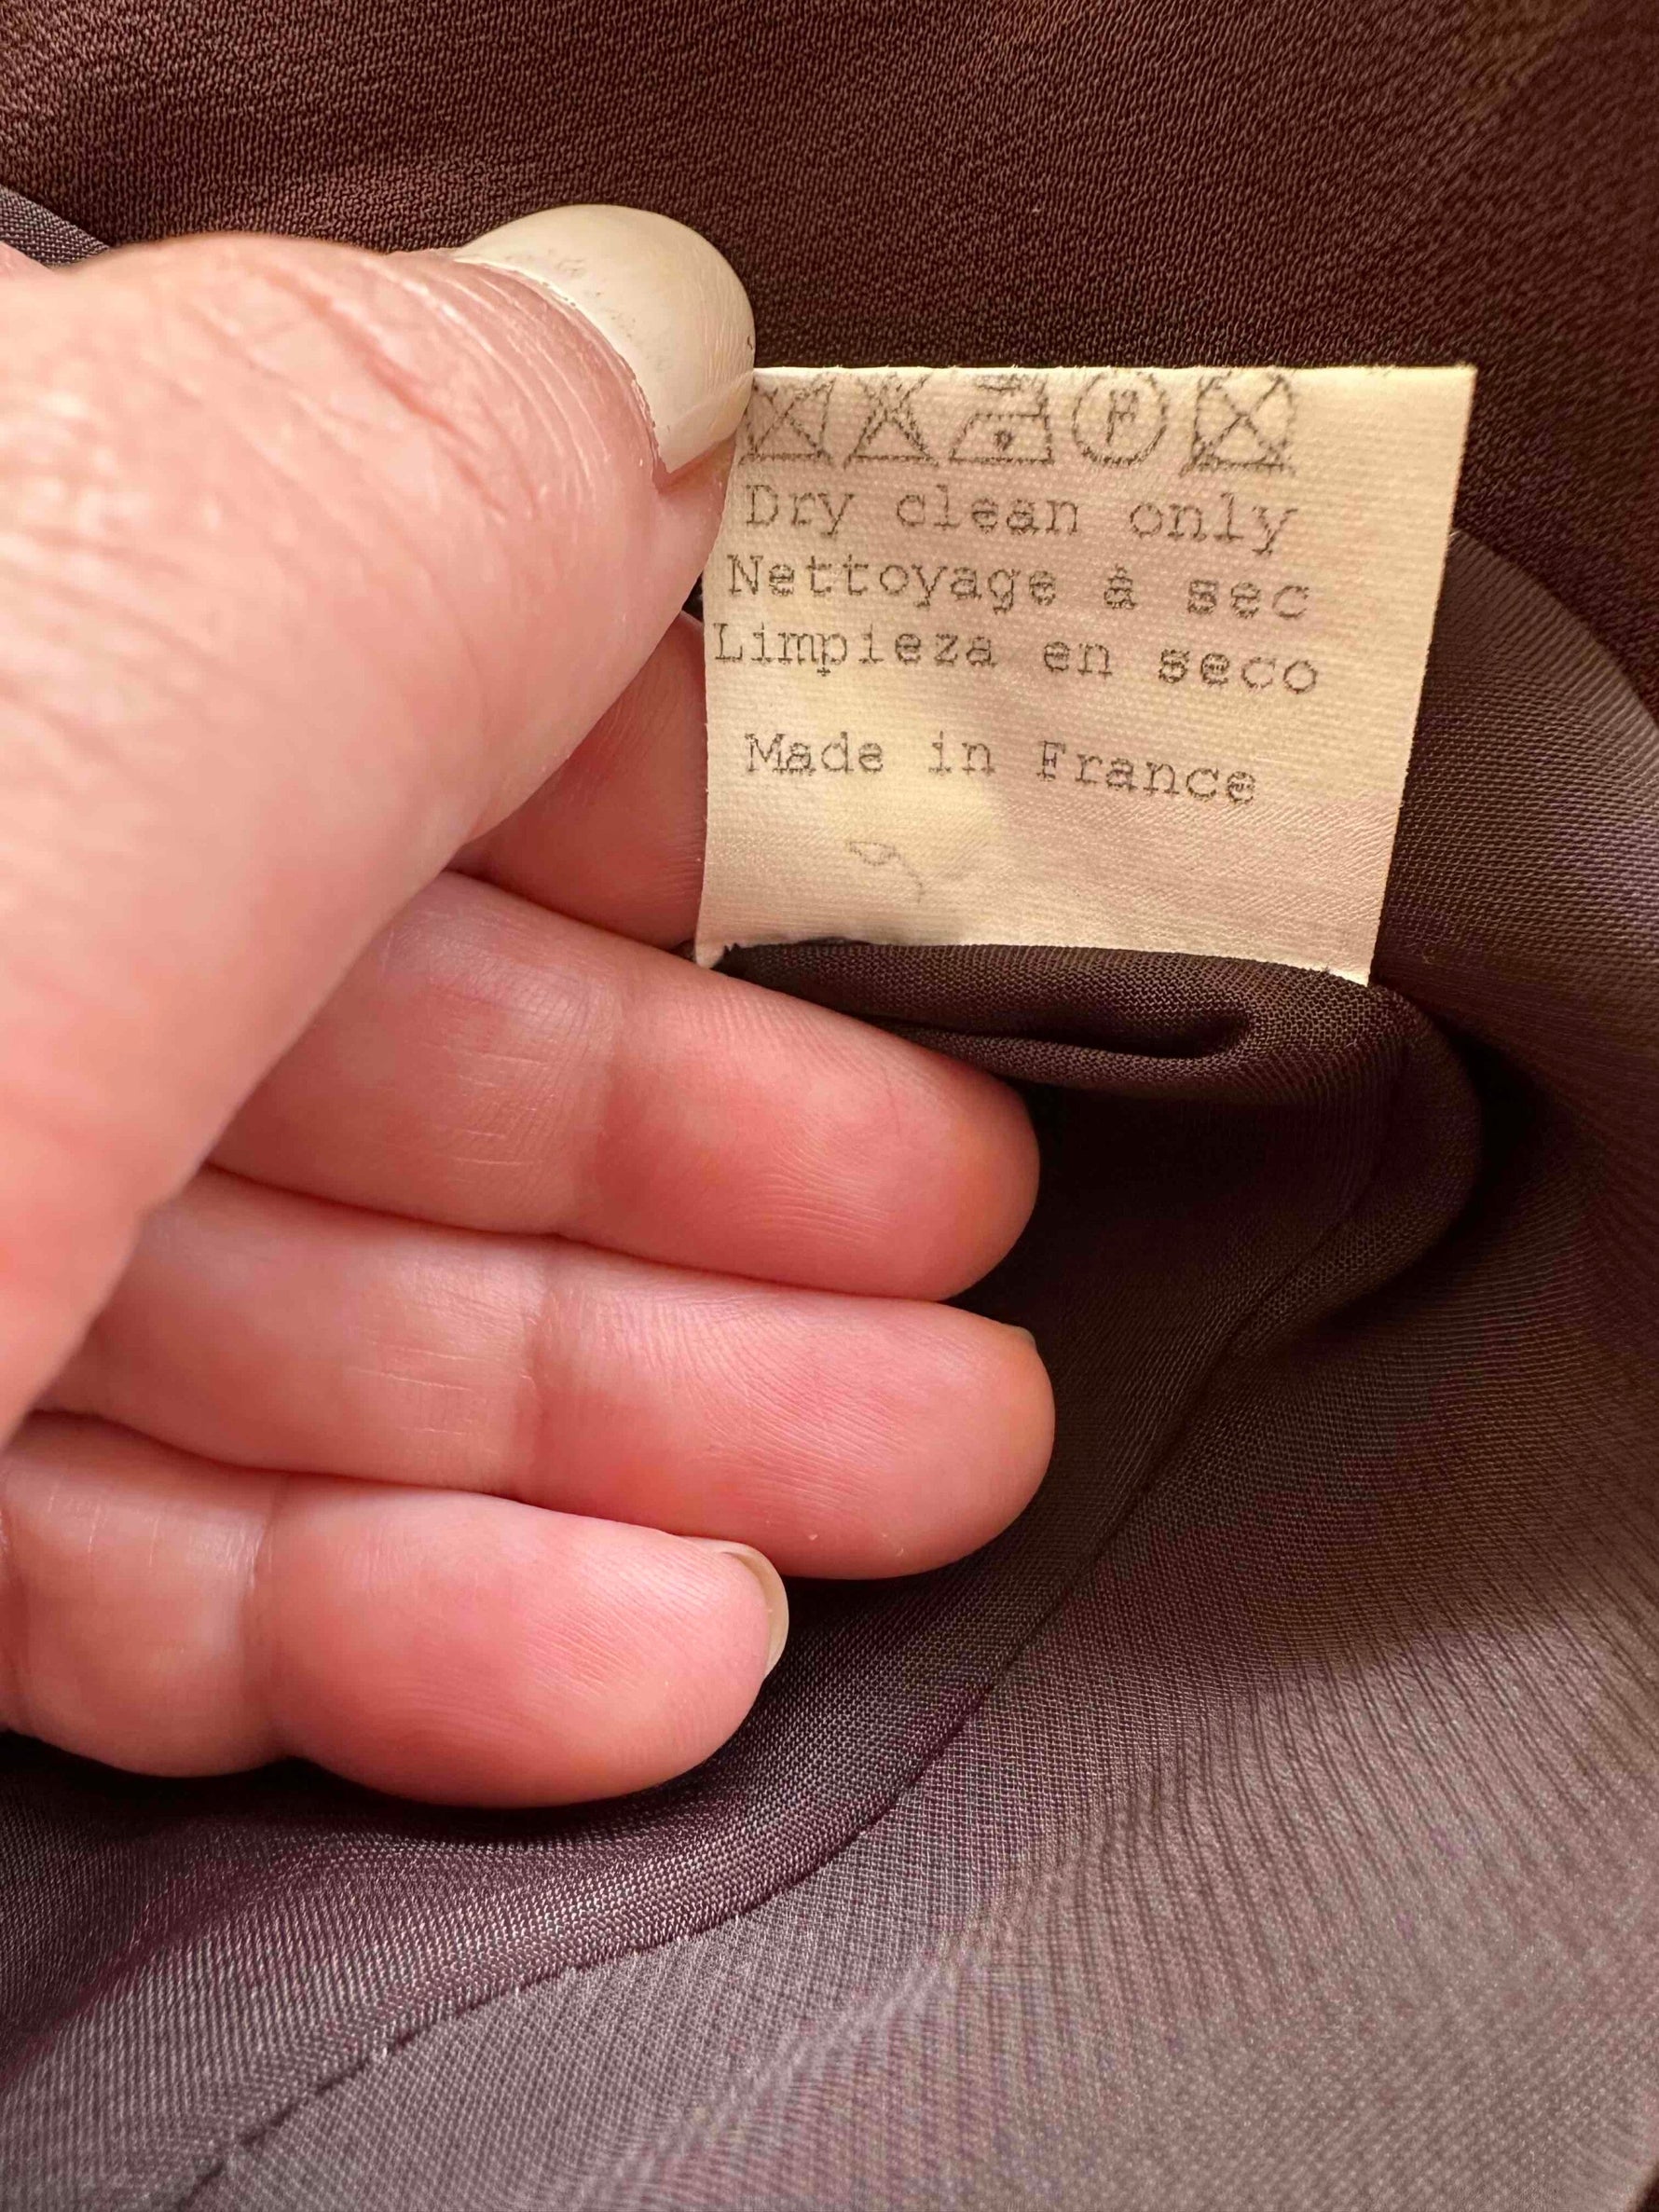 F
Dry clean only
Nettoyage à sec
Limpieza en seco
Made in France